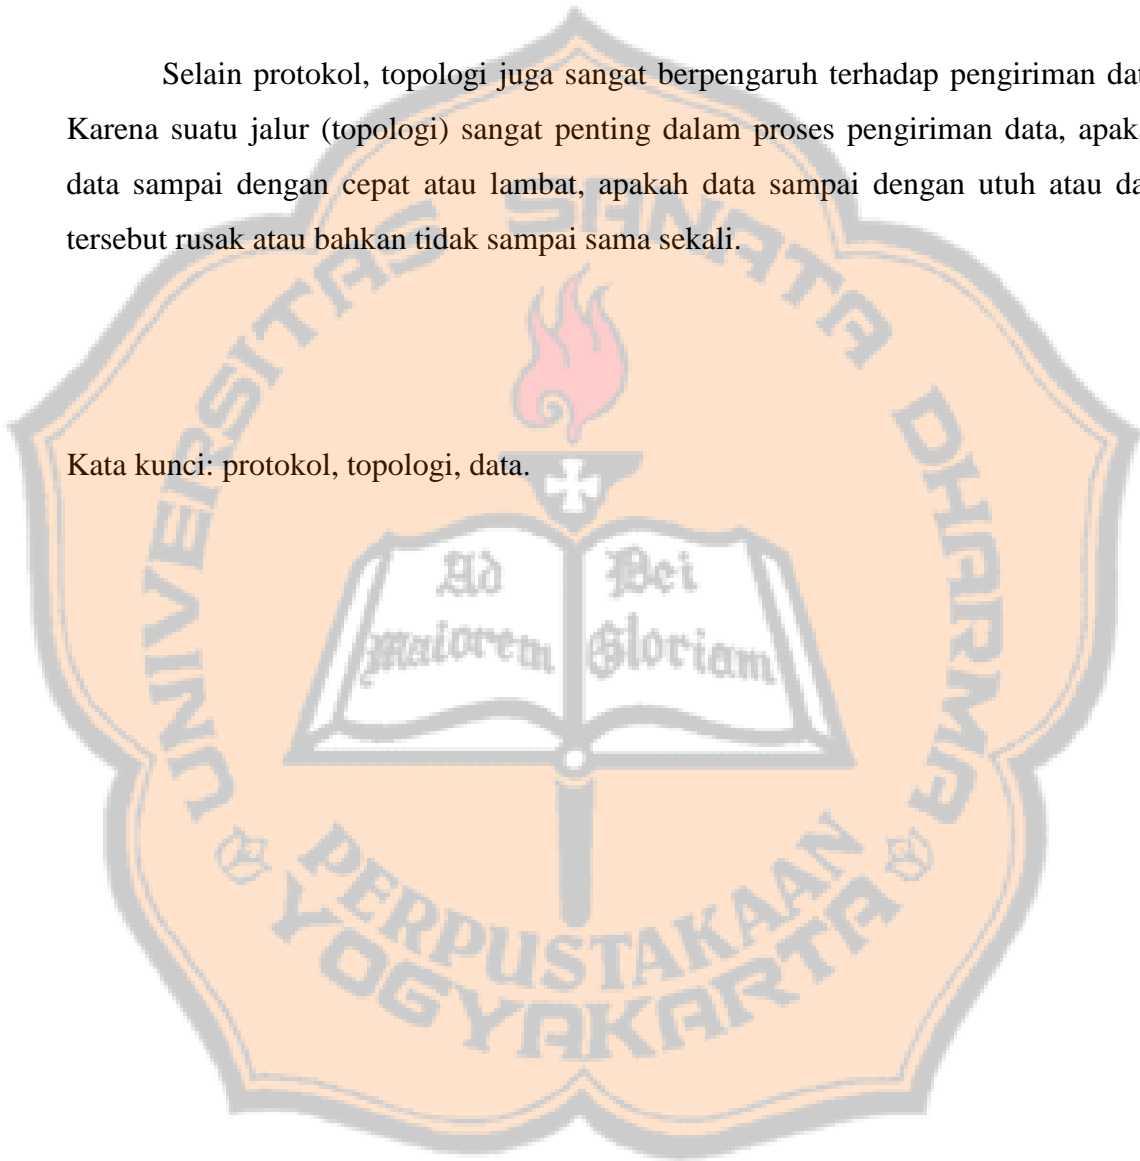 Selain protokol, topologi juga sangat berpengaruh terhadap pengiriman dat
Karena suatu jalur (topologi) sangat penting dalam proses pengiriman data, apaka
data sampai dengan cepat atau lambat, apakah data sampai dengan utuh atau da
tersebut rusak atau bahkan tidak sampai sama sekali.
UNIVERSITAS SANATA DHARMA
Kata kunci: protokol, topologi, data.
Ad Dei
maiorem Gloriam
PERPUSTAKAAN
YOGYAKARTA